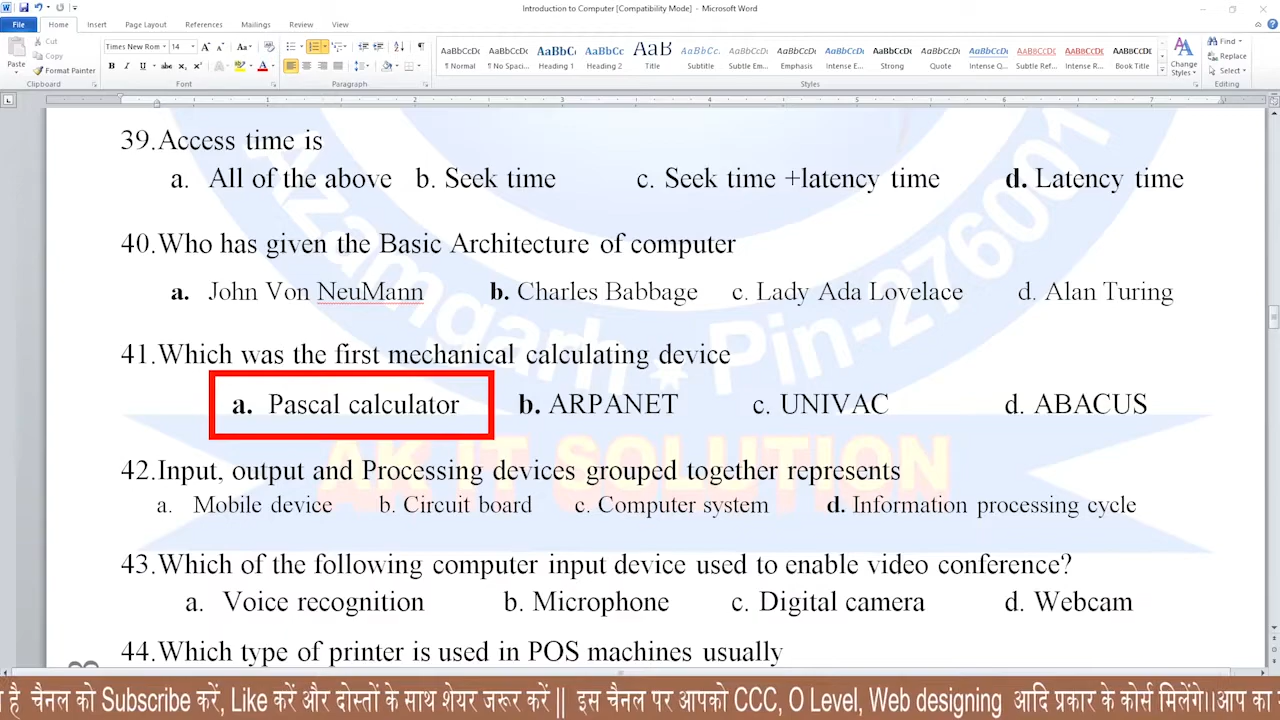 Introduction to Computer [Compatibility Mode] - Microsoft Word
File Home Insert Page Layout References Mailings Review View
Paste Cut Copy Format Painter
Times New Rom 14
AaBbCcDc AaBbCcDc AaBbC AaBbCc AaB AaBbCcDc AaBbCcDc AaBbCcDc AaBbCcDc AaBbCcDc AaBbCcDc AaBbCcDc AABBCCDD AABBCCDD AABBCCDD
¶ Normal ¶ No Spaci... Heading 1 Heading 2 Title Subtitle Subtle Em... Emphasis Intense E... Strong Quote Intense Q... Subtle Ref... Intense R... Book Title
Change Styles
Find Replace Select
Clipboard Font Paragraph Styles Editing
39.Access time is
a. All of the above b. Seek time c. Seek time +latency time d. Latency time
40.Who has given the Basic Architecture of computer
a. John Von NeuMann b. Charles Babbage c. Lady Ada Lovelace d. Alan Turing
41.Which was the first mechanical calculating device
a. Pascal calculator b. ARPANET c. UNIVAC d. ABACUS
42.Input, output and Processing devices grouped together represents
a. Mobile device b. Circuit board c. Computer system d. Information processing cycle
43.Which of the following computer input device used to enable video conference?
a. Voice recognition b. Microphone c. Digital camera d. Webcam
44.Which type of printer is used in POS machines usually
Azamgarh ★ Pin-276001
AK IT SOLUTION
है चैनल को Subscribe करें, Like करें और दोस्तों के साथ शेयर जरूर करें || इस चैनल पर आपको CCC, O Level, Web designing आदि प्रकार के कोर्स मिलेंगे।।आप का